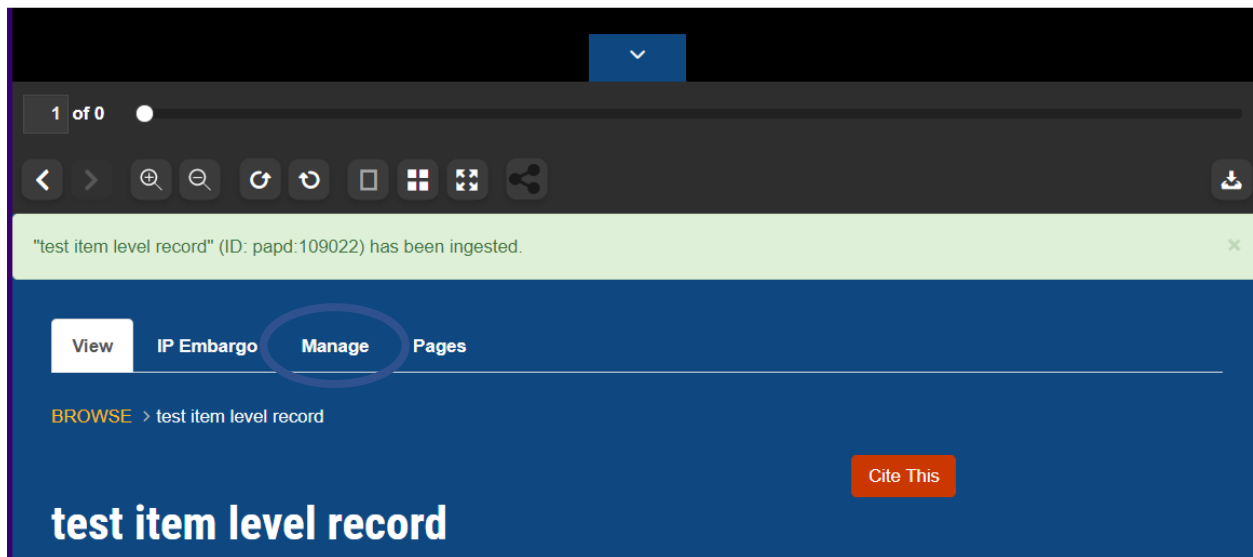 1 of 0
"test item level record" (ID: papd:109022) has been ingested. ×
View IP Embargo Manage Pages
BROWSE > test item level record
Cite This
test item level record